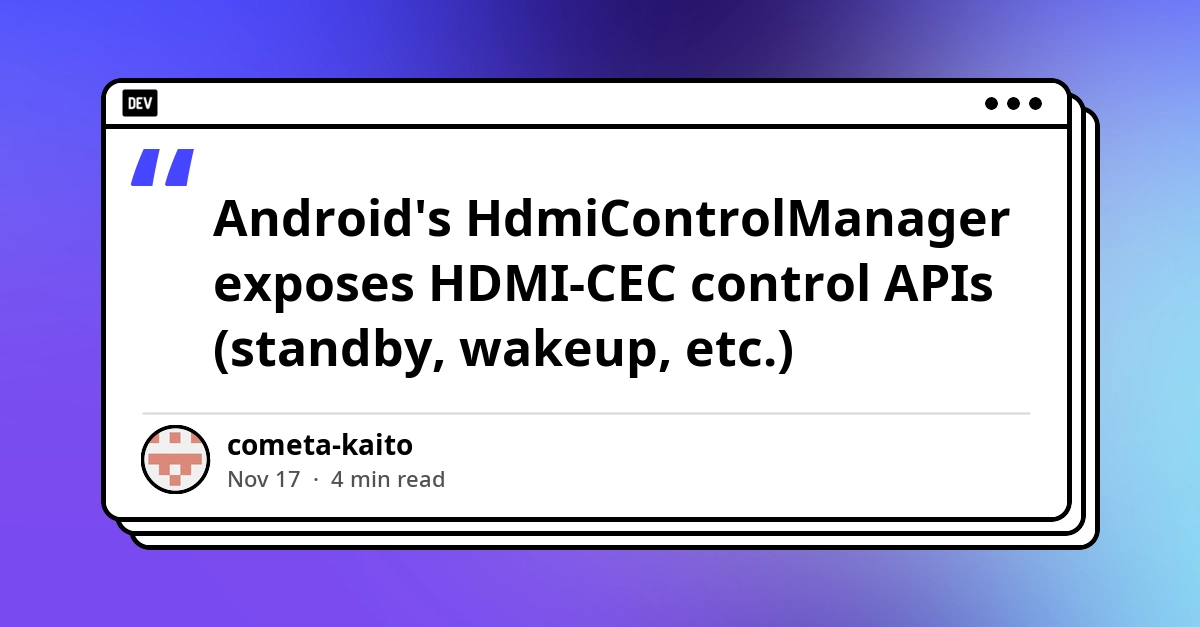 DEV
“
Android's HdmiControlManager
exposes HDMI-CEC control APIs
(standby, wakeup, etc.)
cometa-kaito
Nov 17 · 4 min read